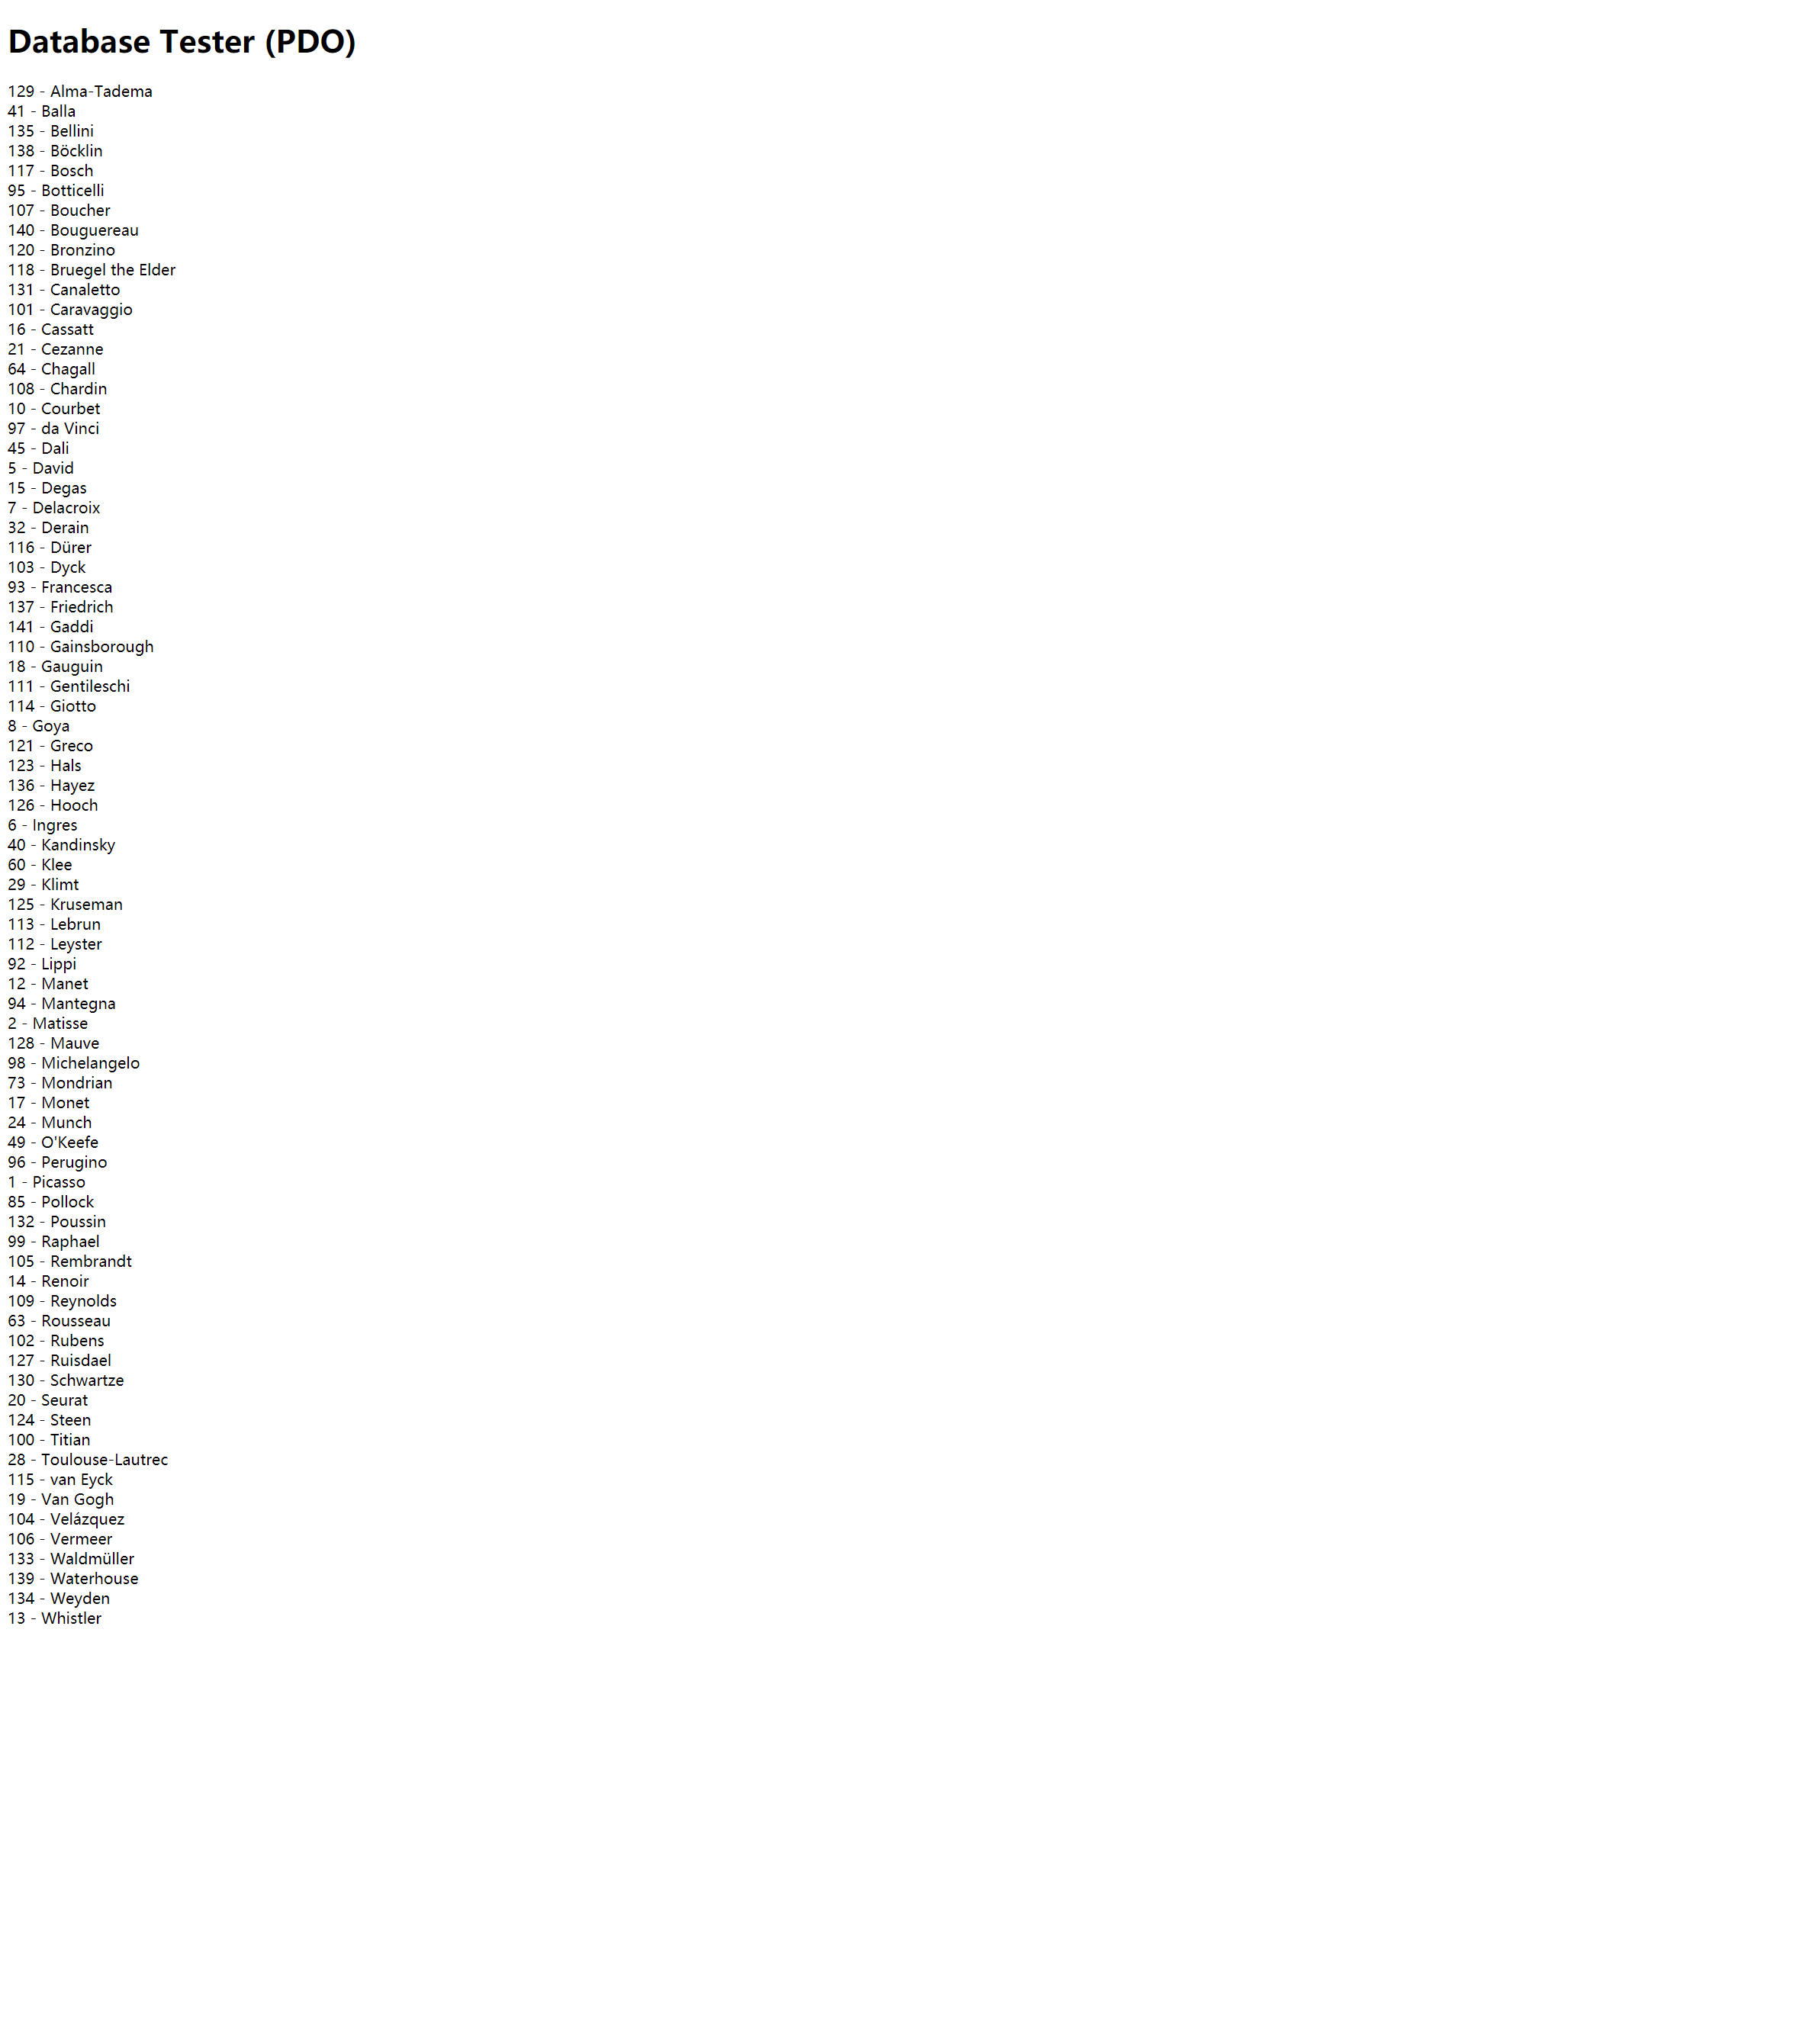 Database Tester (PDO)
129 - Alma-Tadema
41 - Balla
135 - Bellini
138 - Böcklin
117 - Bosch
95 - Botticelli
107 - Boucher
140 - Bouguereau
120 - Bronzino
118 - Bruegel the Elder
131 - Canaletto
101 - Caravaggio
16 - Cassatt
21 - Cezanne
64 - Chagall
108 - Chardin
10 - Courbet
97 - da Vinci
45 - Dali
5 - David
15 - Degas
7 - Delacroix
32 - Derain
116 - Dürer
103 - Dyck
93 - Francesca
137 - Friedrich
141 - Gaddi
110 - Gainsborough
18 - Gauguin
111 - Gentileschi
114 - Giotto
8 - Goya
121 - Greco
123 - Hals
136 - Hayez
126 - Hooch
6 - Ingres
40 - Kandinsky
60 - Klee
29 - Klimt
125 - Kruseman
113 - Lebrun
112 - Leyster
92 - Lippi
12 - Manet
94 - Mantegna
2 - Matisse
128 - Mauve
98 - Michelangelo
73 - Mondrian
17 - Monet
24 - Munch
49 - O'Keefe
96 - Perugino
1 - Picasso
85 - Pollock
132 - Poussin
99 - Raphael
105 - Rembrandt
14 - Renoir
109 - Reynolds
63 - Rousseau
102 - Rubens
127 - Ruisdael
130 - Schwartze
20 - Seurat
124 - Steen
100 - Titian
28 - Toulouse-Lautrec
115 - van Eyck
19 - Van Gogh
104 - Velázquez
106 - Vermeer
133 - Waldmüller
139 - Waterhouse
134 - Weyden
13 - Whistler